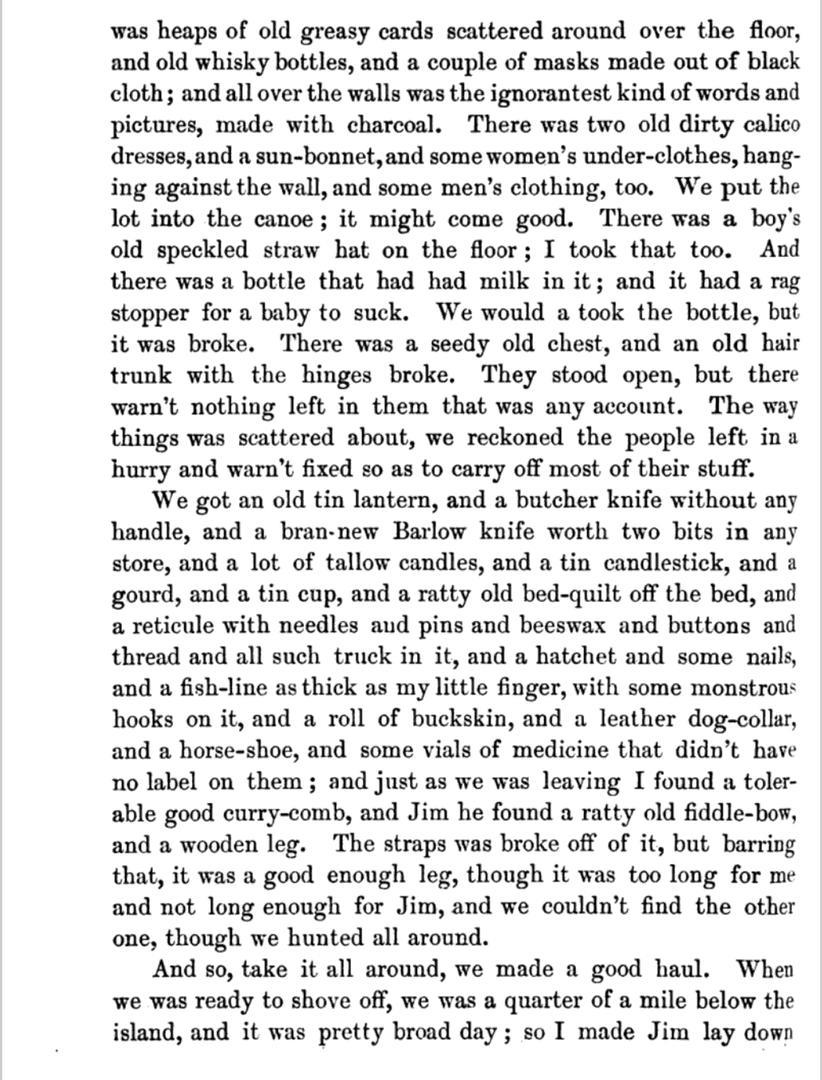 was heaps of old greasy cards scattered around over the floor,
and old whisky bottles, and a couple of masks made out of black
cloth; and all over the walls was the ignorantest kind of words and
pictures, made with charcoal. There was two old dirty calico
dresses, and a sun-bonnet, and some women's under-clothes, hang-
ing against the wall, and some men's clothing, too. We put the
lot into the canoe; it might come good. There was a boy's
old speckled straw hat on the floor; I took that too. And
there was a bottle that had had milk in it; and it had a rag
stopper for a baby to suck. We would a took the bottle, but
it was broke. There was a seedy old chest, and an old hair
trunk with the hinges broke. They stood open, but there
warn't nothing left in them that was any account. The way
things was scattered about, we reckoned the people left in a
hurry and warn't fixed so as to carry off most of their stuff.
We got an old tin lantern, and a butcher knife without any
handle, and a bran-new Barlow knife worth two bits in any
store, and a lot of tallow candles, and a tin candlestick, and a
gourd, and a tin cup, and a ratty old bed-quilt off the bed, and
a reticule with needles aud pins and beeswax and buttons and
thread and all such truck in it, and a hatchet and some nails,
and a fish-line as thick as my little finger, with some monstrous
hooks on it, and a roll of buckskin, and a leather dog-collar,
and a horse-shoe, and some vials of medicine that didn't have
no label on them; and just as we was leaving I found a toler-
able good curry-comb, and Jim he found a ratty old fiddle-bow,
and a wooden leg. The straps was broke off of it, but barring
that, it was a good enough leg, though it was too long for me
and not long enough for Jim, and we couldn't find the other
one, though we hunted all around.
And so, take it all around, we made a good haul. When
we was ready to shove off, we was a quarter of a mile below the
island, and it was pretty broad day; so I made Jim lay down